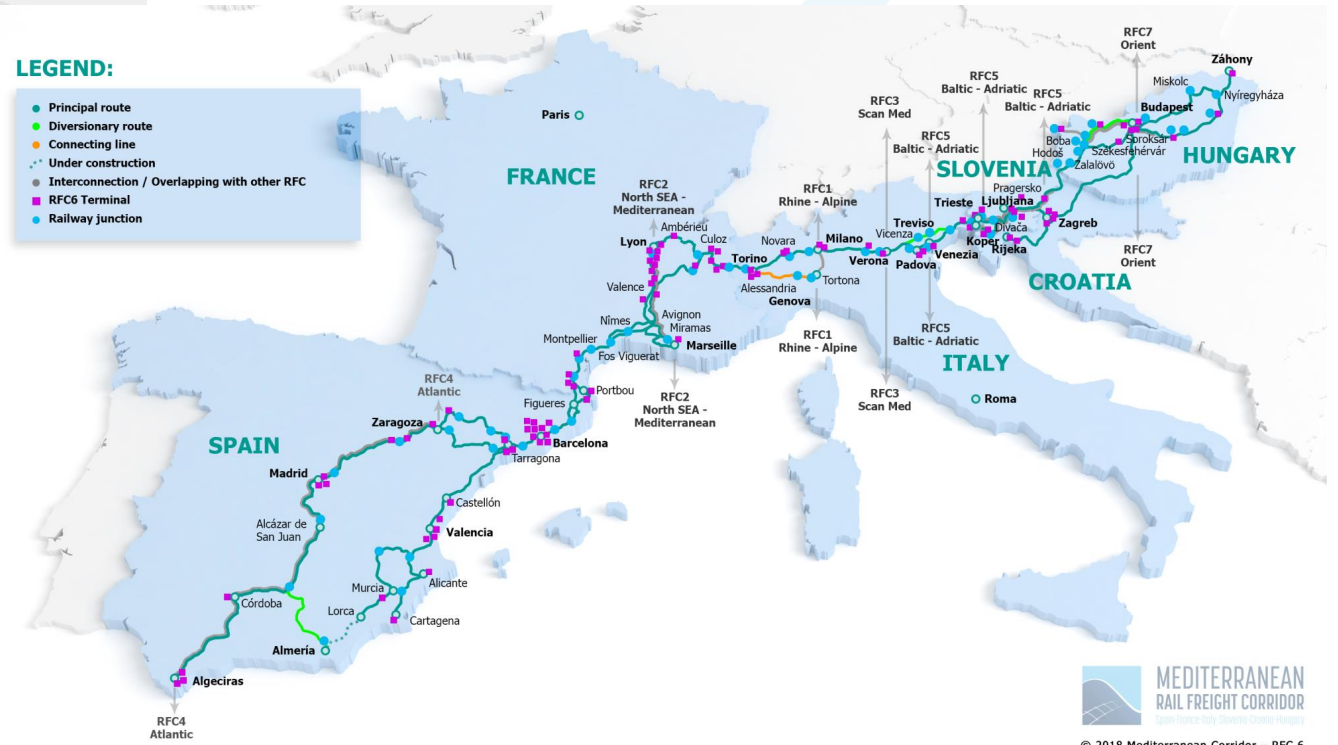 LEGEND:
Principal route
Diversionary route
Connecting line
Under construction
Interconnection / Overlapping with other RFC
RFC6 Terminal
Railway junction
Paris
FRANCE
RFC2
North SEA -
Mediterranean
Lyon
Ambérieu
Culoz
Valence
Avignon
Miramas
Marseille
Nîmes
Montpellier
Fos Viguerat
RFC2
North SEA -
Mediterranean
Portbou
Figueres
RFC4
Atlantic
Zaragoza
Barcelona
Tarragona
SPAIN
Madrid
Castellón
Valencia
Alcázar de
San Juan
Alicante
Murcia
Lorca
Cartagena
Córdoba
Almería
Algeciras
RFC4
Atlantic
RFC1
Rhine - Alpine
Novara
Milano
Torino
Alessandria
Tortona
Genova
RFC1
Rhine - Alpine
RFC3
Scan Med
RFC5
Baltic - Adriatic
Vicenza
Treviso
Verona
Padova
Venezia
RFC3
Scan Med
RFC5
Baltic - Adriatic
ITALY
Roma
RFC5
Baltic - Adriatic
RFC5
Baltic - Adriatic
RFC7
Orient
Záhony
Miskolc
Nyíregyháza
Budapest
Soroksár
Székesfehérvár
Boba
Hodoš
Zalalövö
HUNGARY
SLOVENIA
Pragersko
Ljubljana
Trieste
Divača
Koper
Rijeka
Zagreb
CROATIA
RFC7
Orient
MEDITERRANEAN
RAIL FREIGHT CORRIDOR
Spain-France-Italy-Slovenia-Croatia-Hungary
© 2018 Mediterranean Corridor – RFC 6